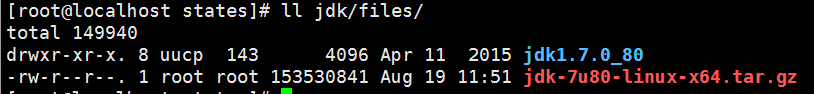 [root@localhost states]# ll jdk/files/
total 149940
drwxr-xr-x. 8 uucp  143      4096 Apr 11  2015 jdk1.7.0_80
-rw-r--r--. 1 root root 153530841 Aug 19 11:51 jdk-7u80-linux-x64.tar.gz